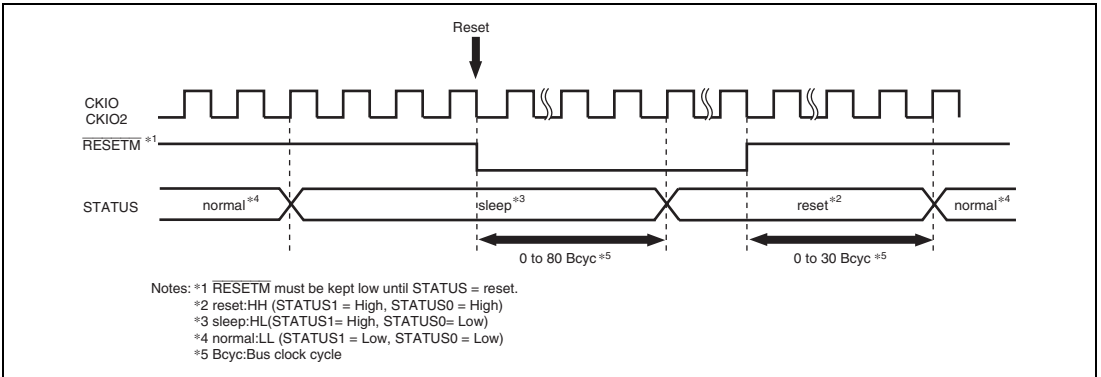 Reset
CKIO
CKIO2
RESETM *1
STATUS
normal*4
sleep*3
reset*2
normal*4
0 to 80 Bcyc *5
0 to 30 Bcyc *5
Notes: *1 RESETM must be kept low until STATUS = reset.
*2 reset:HH (STATUS1 = High, STATUS0 = High)
*3 sleep:HL(STATUS1= High, STATUS0= Low)
*4 normal:LL (STATUS1 = Low, STATUS0 = Low)
*5 Bcyc:Bus clock cycle